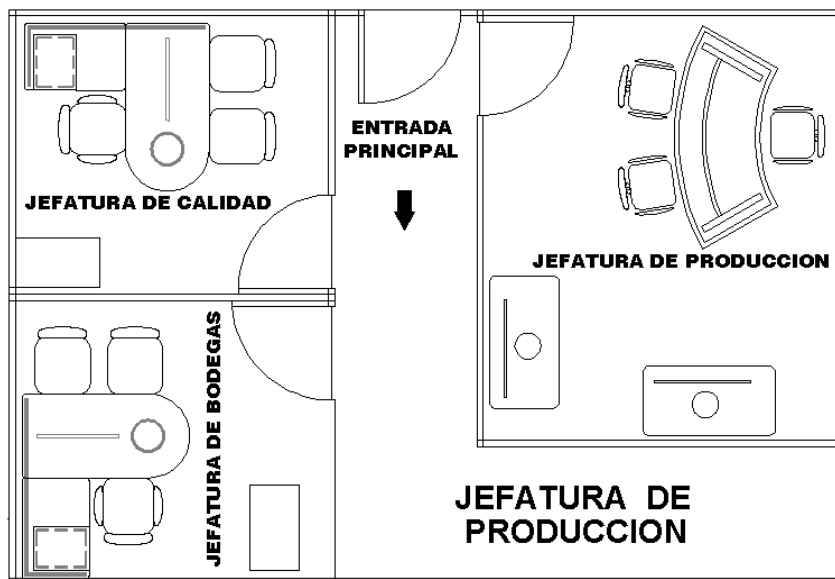 ENTRADA
PRINCIPAL
JEFATURA DE CALIDAD
JEFATURA DE PRODUCCION
JEFATURA DE BODEGAS
JEFATURA DE
PRODUCCION